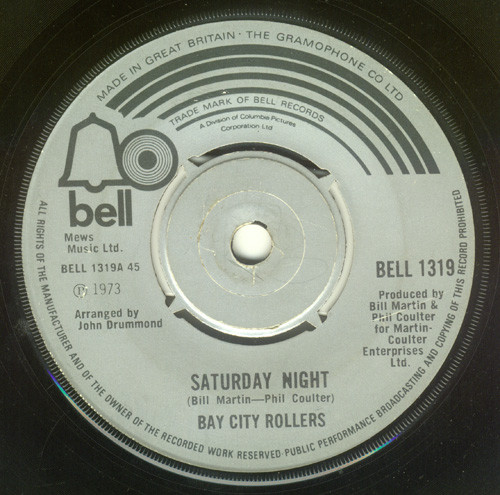 MADE IN GREAT BRITAIN · THE GRAMOPHONE CO LTD
TRADE MARK OF BELL RECORDS
A Division of Columbia Pictures
Corporation Ltd
bell
Mews
Music Ltd.
BELL 1319A 45
Ⓟ 1973
Arranged by
John Drummond
BELL 1319
Produced by
Bill Martin &
Phil Coulter
for Martin-
Coulter
Enterprises
Ltd.
SATURDAY NIGHT
(Bill Martin—Phil Coulter)
BAY CITY ROLLERS
ALL RIGHTS OF THE MANUFACTURER AND OF THE OWNER OF THE RECORDED WORK RESERVED·PUBLIC PERFORMANCE BROADCASTING AND COPYING OF THIS RECORD PROHIBITED